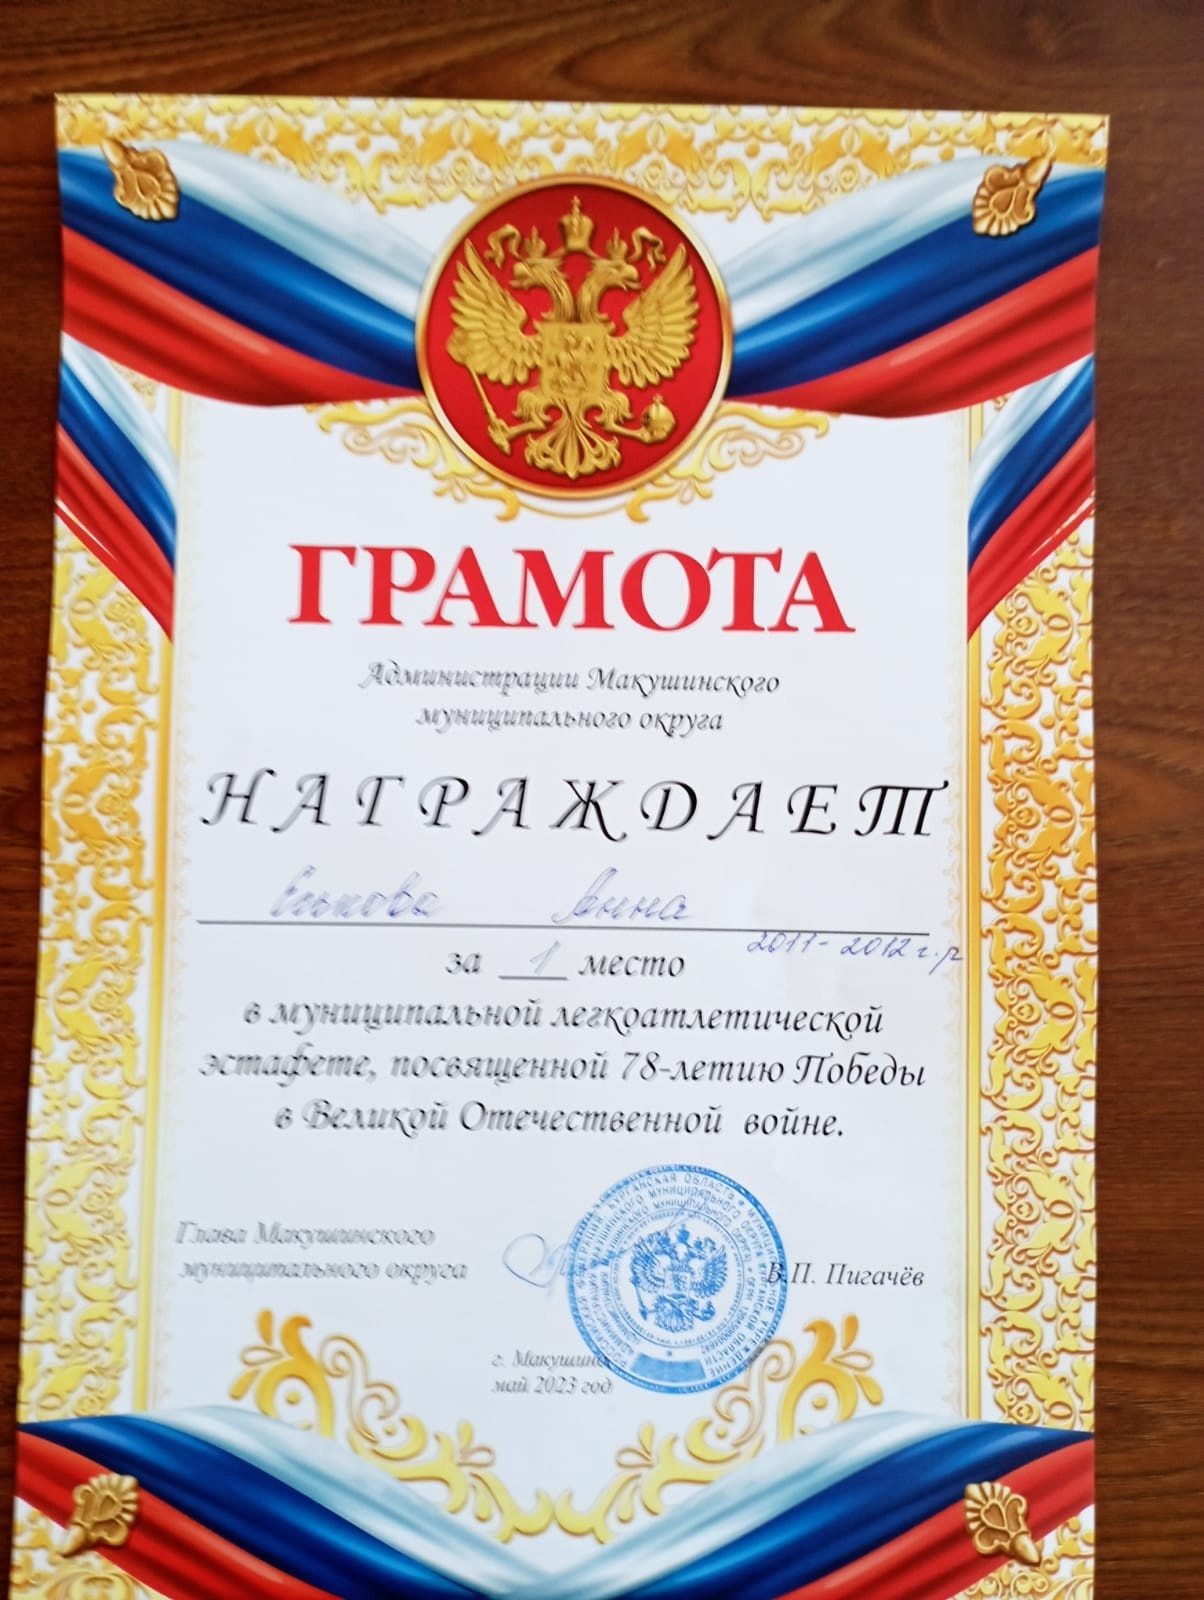 ГРАМОТА
Администрации Макушинского
муниципального округа
НАГРАЖДАЕТ
Анна
2011-2012 г.р
за 1 место
в муниципальной легкоатлетической
эстафете, посвященной 78-летию Победы
в Великой Отечественной войне.
Глава Макушинского
муниципального округа
В.П. Пигачёв
г. Макушино
май 2023 год